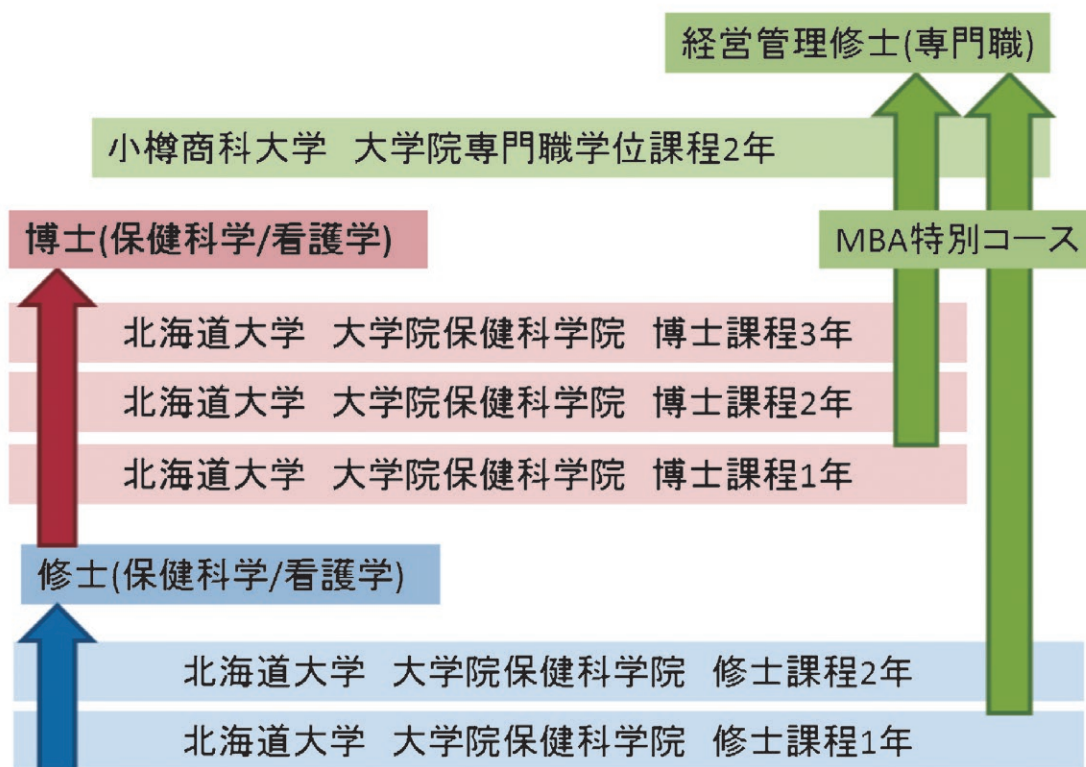 経営管理修士(専門職)
小樽商科大学 大学院専門職学位課程2年
博士(保健科学/看護学)
MBA特別コース
北海道大学 大学院保健科学院 博士課程3年
北海道大学 大学院保健科学院 博士課程2年
北海道大学 大学院保健科学院 博士課程1年
修士(保健科学/看護学)
北海道大学 大学院保健科学院 修士課程2年
北海道大学 大学院保健科学院 修士課程1年